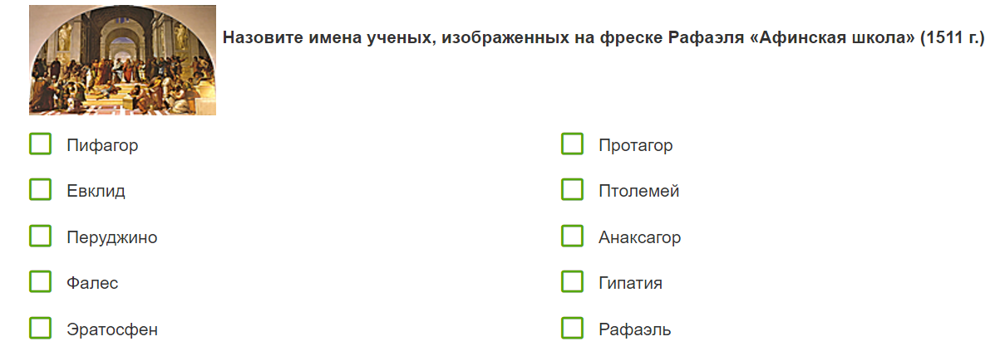 Назовите имена ученых, изображенных на фреске Рафаэля «Афинская школа» (1511 г.)
Пифагор
Евклид
Перуджино
Фалес
Эратосфен
Протагор
Птолемей
Анаксагор
Гипатия
Рафаэль